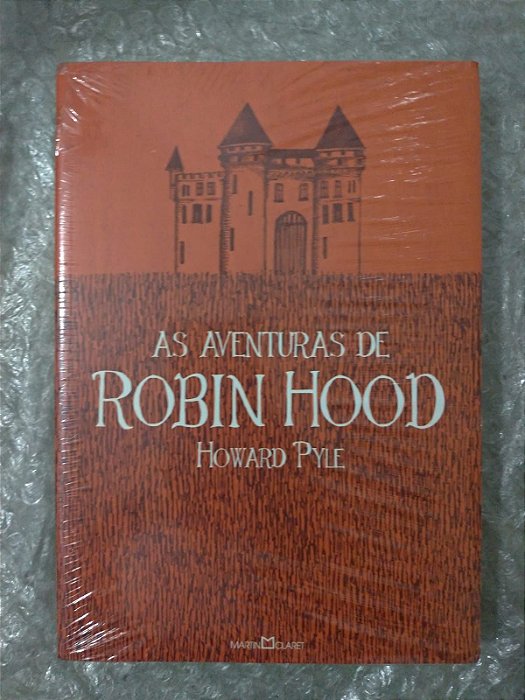 AS AVENTURAS DE
ROBIN HOOD
HOWARD PYLE
MARTIN CLARET